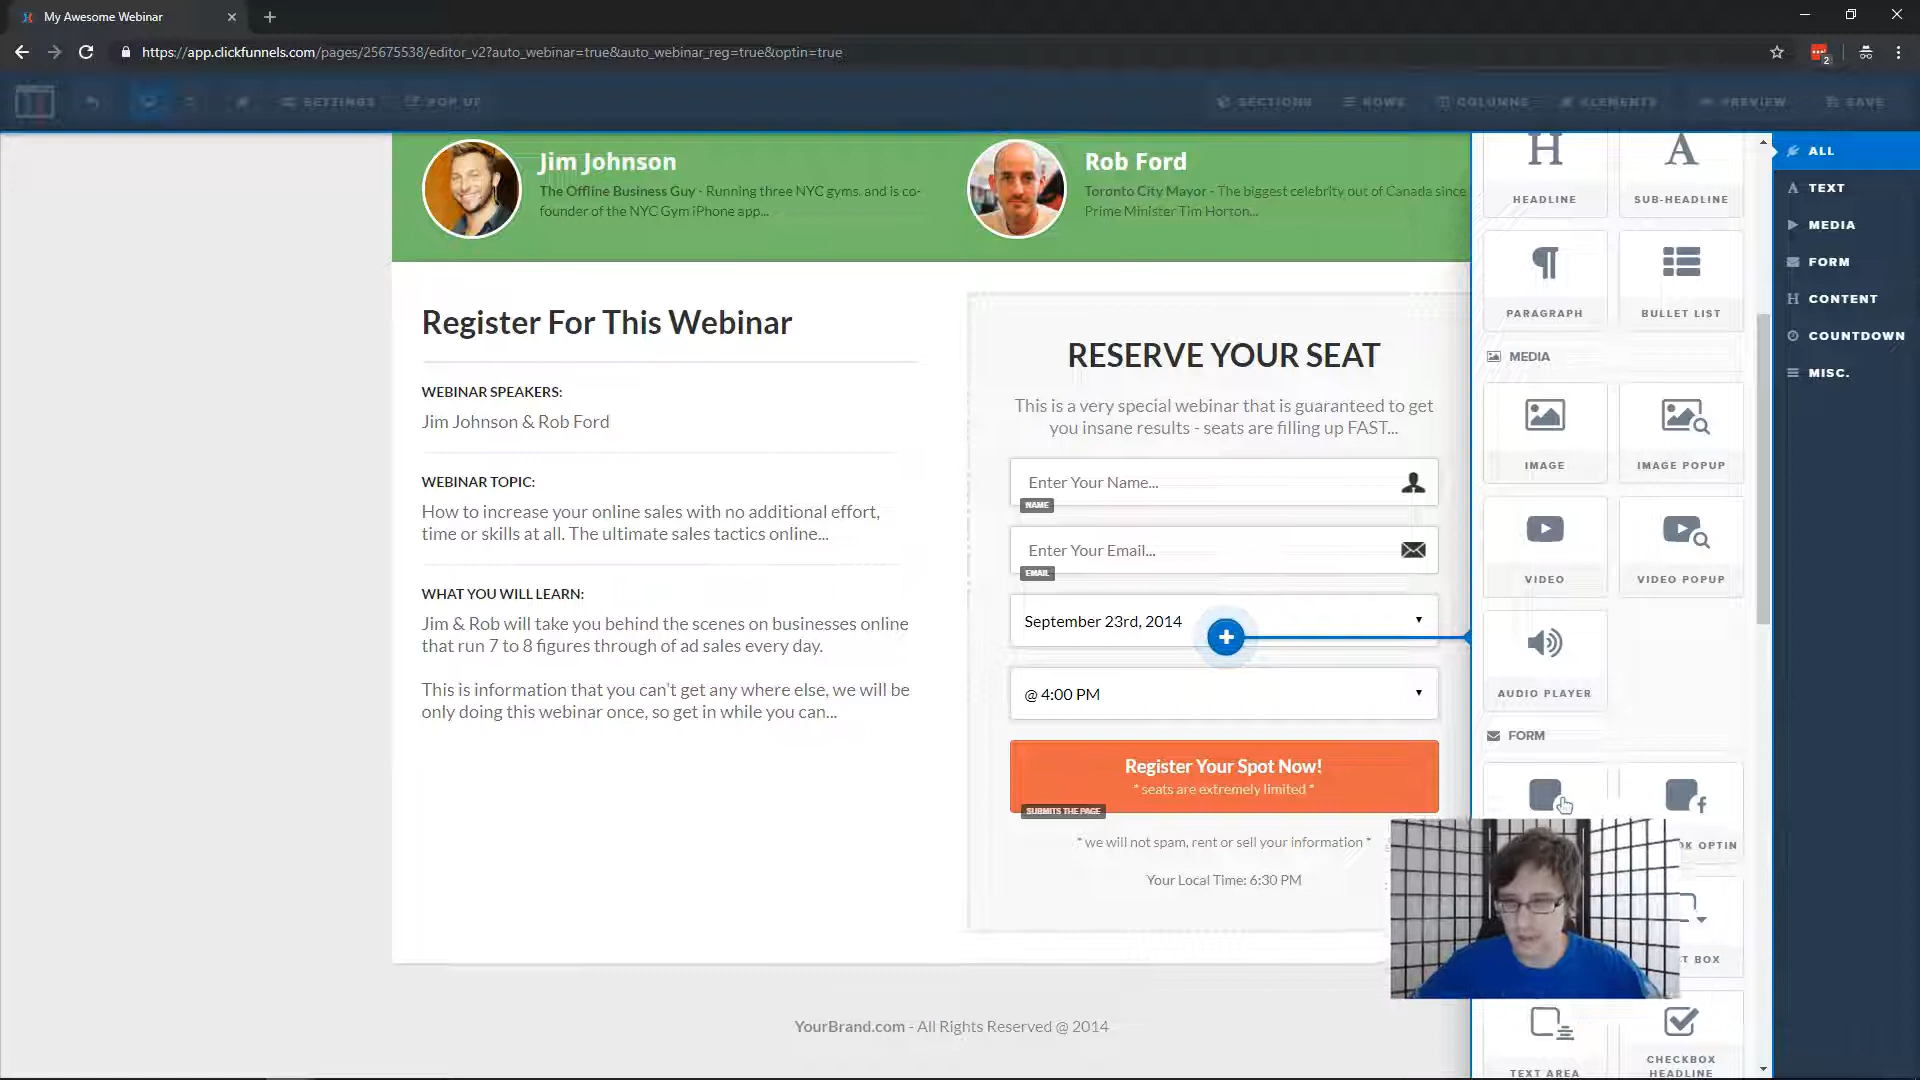 My Awesome Webinar
https://app.clickfunnels.com/pages/25675538/editor_v2?auto_webinar=true&auto_webinar_reg=true&optin=true
2
SETTINGS
POP UP
SECTIONS
ROWS
COLUMNS
ELEMENTS
PREVIEW
SAVE
Jim Johnson
The Offline Business Guy - Running three NYC gyms. and is co-
founder of the NYC Gym iPhone app...
Rob Ford
Toronto City Mayor - The biggest celebrity out of Canada since
Prime Minister Tim Horton...
Register For This Webinar
WEBINAR SPEAKERS:
Jim Johnson & Rob Ford
WEBINAR TOPIC:
How to increase your online sales with no additional effort,
time or skills at all. The ultimate sales tactics online...
WHAT YOU WILL LEARN:
Jim & Rob will take you behind the scenes on businesses online
that run 7 to 8 figures through of ad sales every day.
This is information that you can't get any where else, we will be
only doing this webinar once, so get in while you can...
RESERVE YOUR SEAT
This is a very special webinar that is guaranteed to get
you insane results - seats are filling up FAST...
Enter Your Name...
NAME
Enter Your Email...
EMAIL
September 23rd, 2014
@ 4:00 PM
Register Your Spot Now!
* seats are extremely limited *
SUBMITS THE PAGE
* we will not spam, rent or sell your information *
Your Local Time: 6:30 PM
YourBrand.com - All Rights Reserved @ 2014
HEADLINE
SUB-HEADLINE
PARAGRAPH
BULLET LIST
MEDIA
IMAGE
IMAGE POPUP
VIDEO
VIDEO POPUP
AUDIO PLAYER
FORM
OPTIN
BOX
TEXT AREA
CHECKBOX
HEADLINE
ALL
TEXT
MEDIA
FORM
CONTENT
COUNTDOWN
MISC.